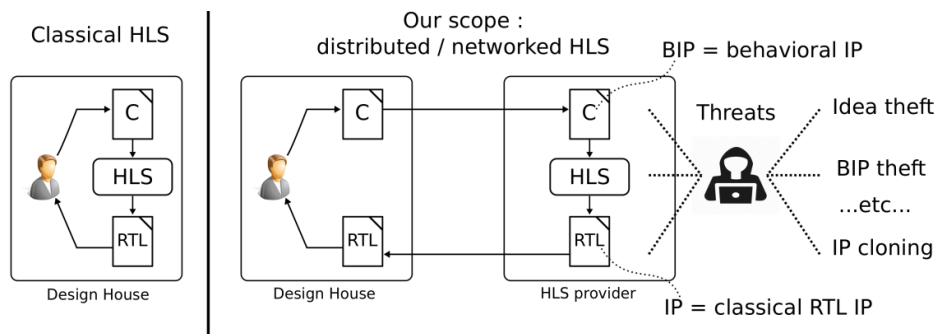 Classical HLS
C
HLS
RTL
Design House
Our scope :
distributed / networked HLS
C
RTL
Design House
C
HLS
RTL
HLS provider
BIP = behavioral IP
Threats
Idea theft
BIP theft
...etc...
IP cloning
IP = classical RTL IP